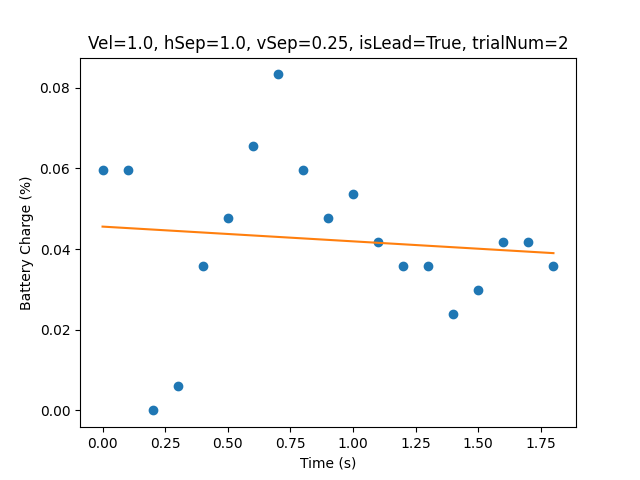 Vel=1.0, hSep=1.0, vSep=0.25, isLead=True, trialNum=2
0.08
0.06
0.04
0.02
0.00
Battery Charge (%)
0.00 0.25 0.50 0.75 1.00 1.25 1.50 1.75
Time (s)